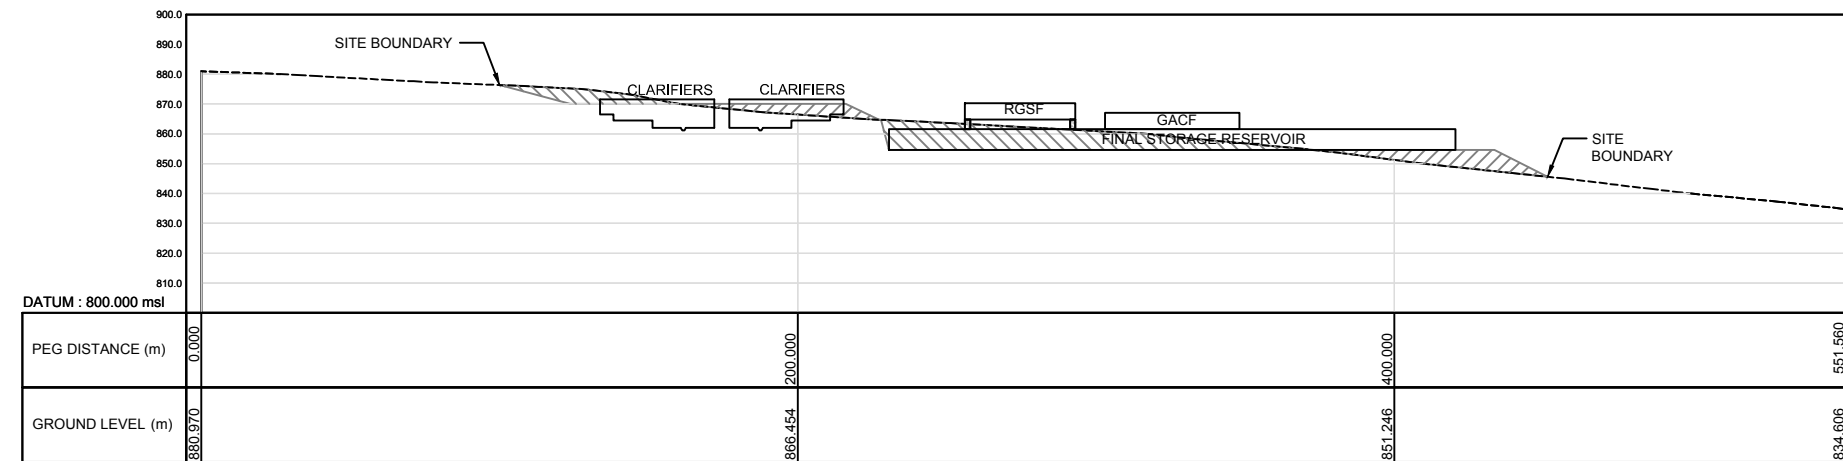 900.0
890.0
SITE BOUNDARY
880.0
CLARIFIERS CLARIFIERS
870.0
RGSF
GACF
860.0
FINAL STORAGE RESERVOIR
SITE
BOUNDARY
850.0
840.0
830.0
820.0
810.0
DATUM : 800.000 msl
PEG DISTANCE (m) 0.000 200.000 400.000 551.560
GROUND LEVEL (m) 880.970 866.454 851.246 834.606